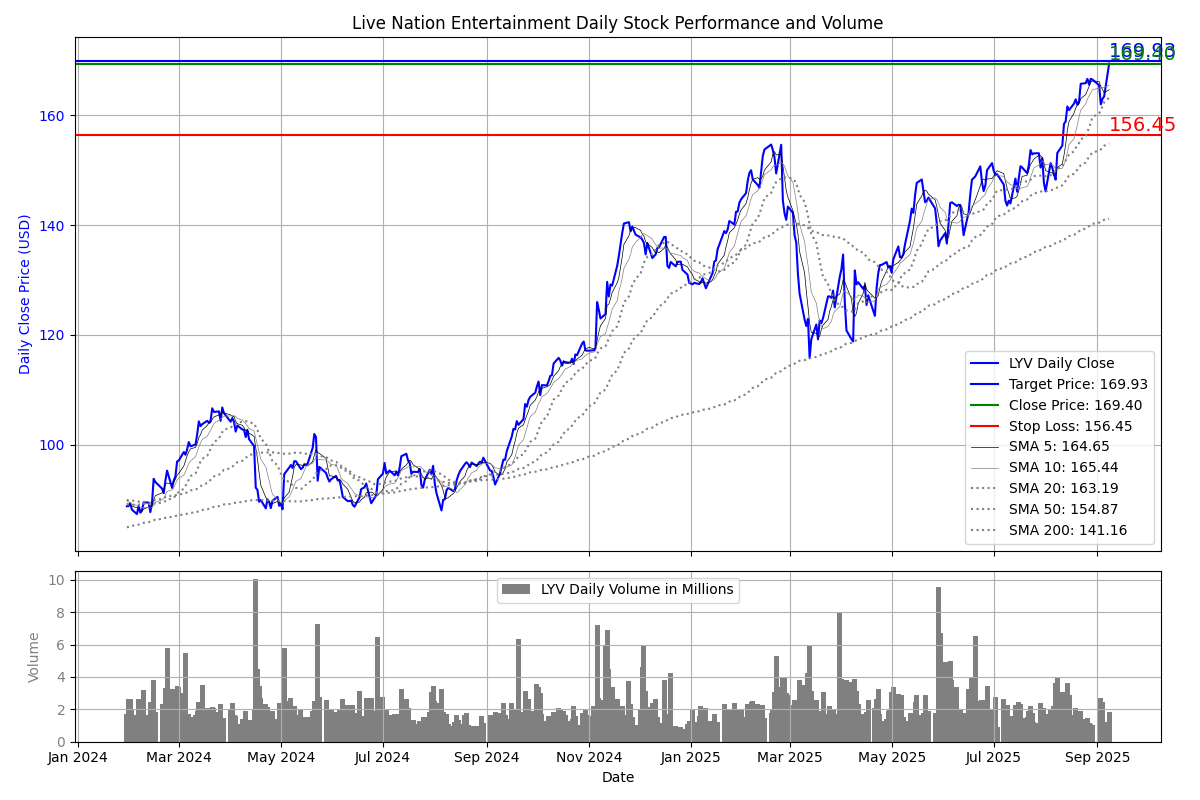 Live Nation Entertainment Daily Stock Performance and Volume
169.93
169.40
160
156.45
140
120
100
Daily Close Price (USD)
LYV Daily Close
Target Price: 169.93
Close Price: 169.40
Stop Loss: 156.45
SMA 5: 164.65
SMA 10: 165.44
SMA 20: 163.19
SMA 50: 154.87
SMA 200: 141.16
10
8
6
4
2
0
Volume
LYV Daily Volume in Millions
Jan 2024 Mar 2024 May 2024 Jul 2024 Sep 2024 Nov 2024 Jan 2025 Mar 2025 May 2025 Jul 2025 Sep 2025
Date